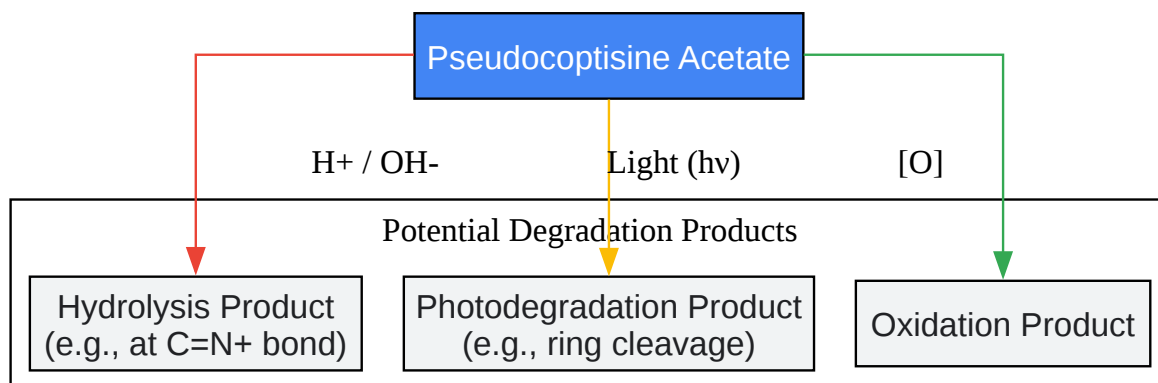 Pseudocoptisine Acetate
H+ / OH-
Light (hν)
[O]
Potential Degradation Products
Hydrolysis Product
(e.g., at C=N+ bond)
Photodegradation Product
(e.g., ring cleavage)
Oxidation Product